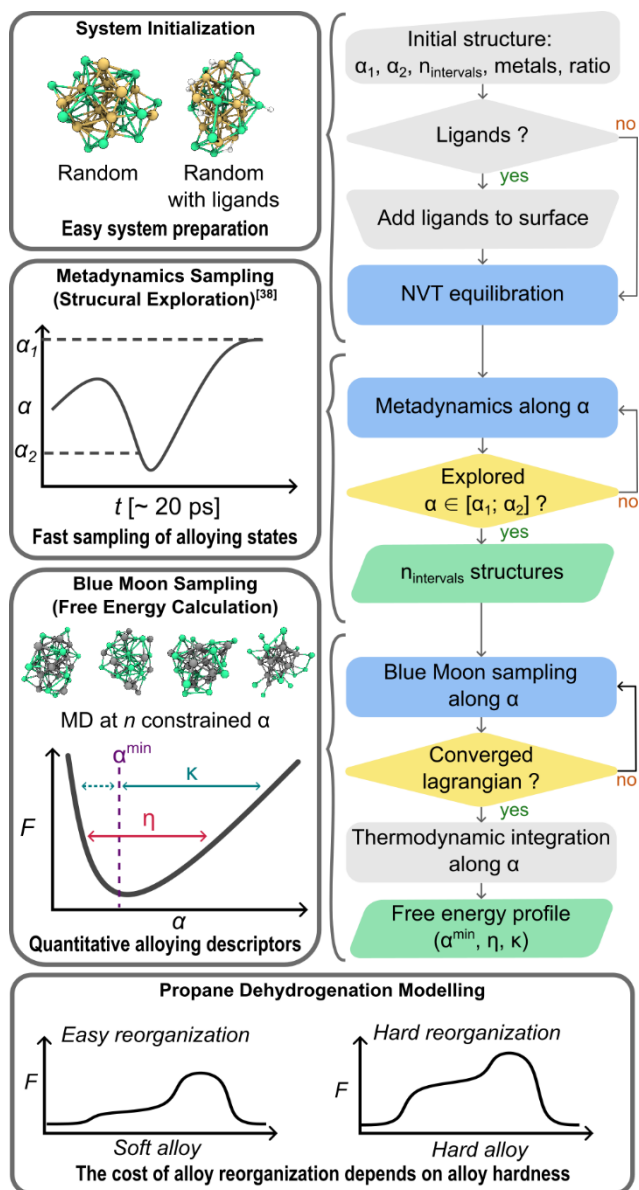 System Initialization
Random
Random
with ligands
Easy system preparation
Metadynamics Sampling
(Strucural Exploration)[38]
α1
α
α2
t [~ 20 ps]
Fast sampling of alloying states
Blue Moon Sampling
(Free Energy Calculation)
MD at n constrained α
αmin
κ
η
F
α
Quantitative alloying descriptors
Initial structure:
α1, α2, nintervals, metals, ratio
Ligands ?
no
yes
Add ligands to surface
NVT equilibration
Metadynamics along α
Explored
α ∈ [α1; α2] ?
no
yes
nintervals structures
Blue Moon sampling
along α
Converged
lagrangian ?
no
yes
Thermodynamic integration
along α
Free energy profile
(αmin, η, κ)
Propane Dehydrogenation Modelling
Easy reorganization
F
Soft alloy
Hard reorganization
F
Hard alloy
The cost of alloy reorganization depends on alloy hardness